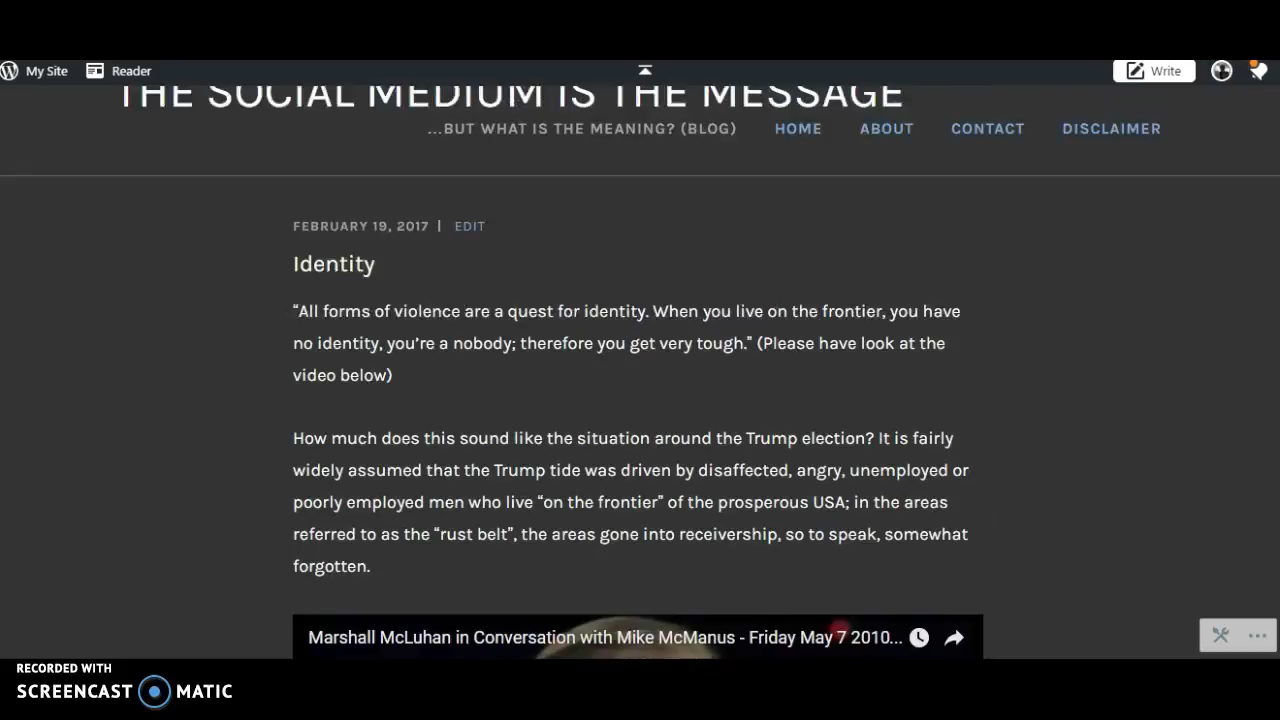 My Site Reader Write
THE SOCIAL MEDIUM IS THE MESSAGE
...BUT WHAT IS THE MEANING? (BLOG) HOME ABOUT CONTACT DISCLAIMER
FEBRUARY 19, 2017 | EDIT
Identity
“All forms of violence are a quest for identity. When you live on the frontier, you have
no identity, you’re a nobody; therefore you get very tough.” (Please have look at the
video below)
How much does this sound like the situation around the Trump election? It is fairly
widely assumed that the Trump tide was driven by disaffected, angry, unemployed or
poorly employed men who live “on the frontier” of the prosperous USA; in the areas
referred to as the “rust belt”, the areas gone into receivership, so to speak, somewhat
forgotten.
Marshall McLuhan in Conversation with Mike McManus - Friday May 7 2010...
RECORDED WITH
SCREENCAST MATIC